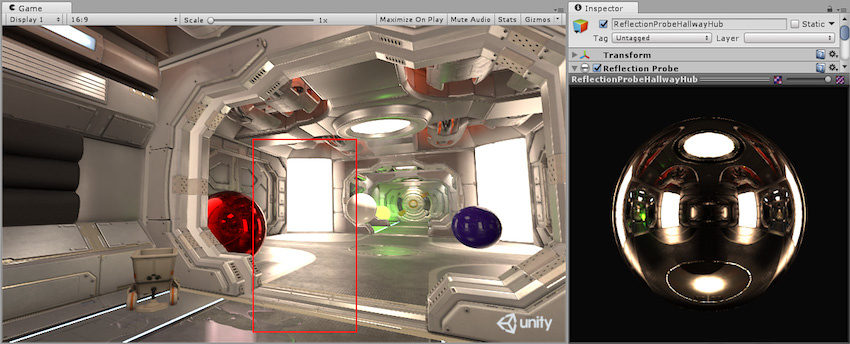 Game
Display 1
16:9
Scale
1x
Maximize On Play
Mute Audio
Stats
Gizmos
unity
Inspector
ReflectionProbeHallwayHub
Static
Tag
Untagged
Layer
Transform
Reflection Probe
ReflectionProbeHallwayHub